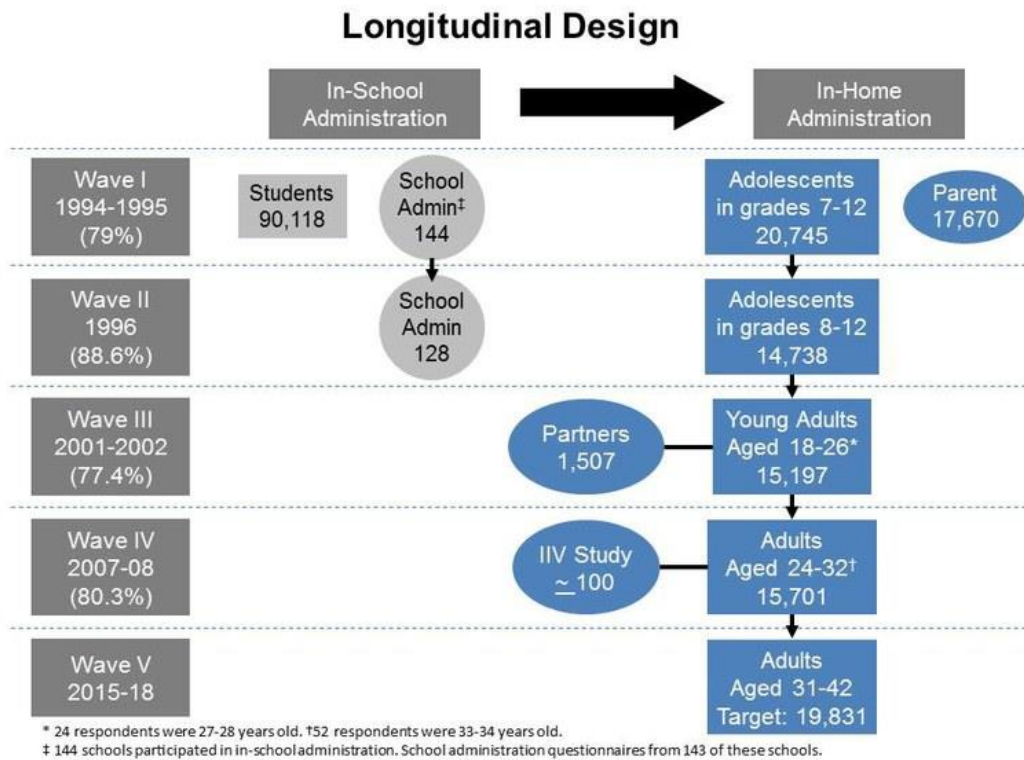 Longitudinal Design
In-School
Administration
In-Home
Administration
Wave I
1994-1995
(79%)
Students
90,118
School
Admin‡
144
Adolescents
in grades 7-12
20,745
Parent
17,670
Wave II
1996
(88.6%)
School
Admin
128
Adolescents
in grades 8-12
14,738
Wave III
2001-2002
(77.4%)
Partners
1,507
Young Adults
Aged 18-26*
15,197
Wave IV
2007-08
(80.3%)
IIV Study
~ 100
Adults
Aged 24-32†
15,701
Wave V
2015-18
Adults
Aged 31-42
Target: 19,831
* 24 respondents were 27-28 years old. †52 respondents were 33-34 years old.
‡ 144 schools participated in in-school administration. School administration questionnaires from 143 of these schools.